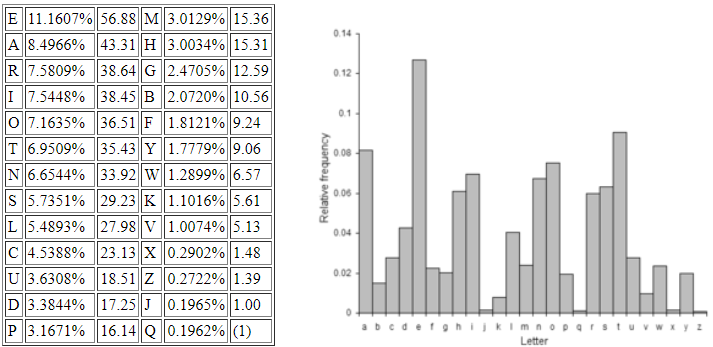 E 11.1607% 56.88 M 3.0129% 15.36
A 8.4966% 43.31 H 3.0034% 15.31
R 7.5809% 38.64 G 2.4705% 12.59
I 7.5448% 38.45 B 2.0720% 10.56
O 7.1635% 36.51 F 1.8121% 9.24
T 6.9509% 35.43 Y 1.7779% 9.06
N 6.6544% 33.92 W 1.2899% 6.57
S 5.7351% 29.23 K 1.1016% 5.61
L 5.4893% 27.98 V 1.0074% 5.13
C 4.5388% 23.13 X 0.2902% 1.48
U 3.6308% 18.51 Z 0.2722% 1.39
D 3.3844% 17.25 J 0.1965% 1.00
P 3.1671% 16.14 Q 0.1962% (1)
0.14
0.12
0.1
0.08
0.06
0.04
0.02
0
Relative frequency
a b c d e f g h i j k l m n o p q r s t u v w x y z
Letter